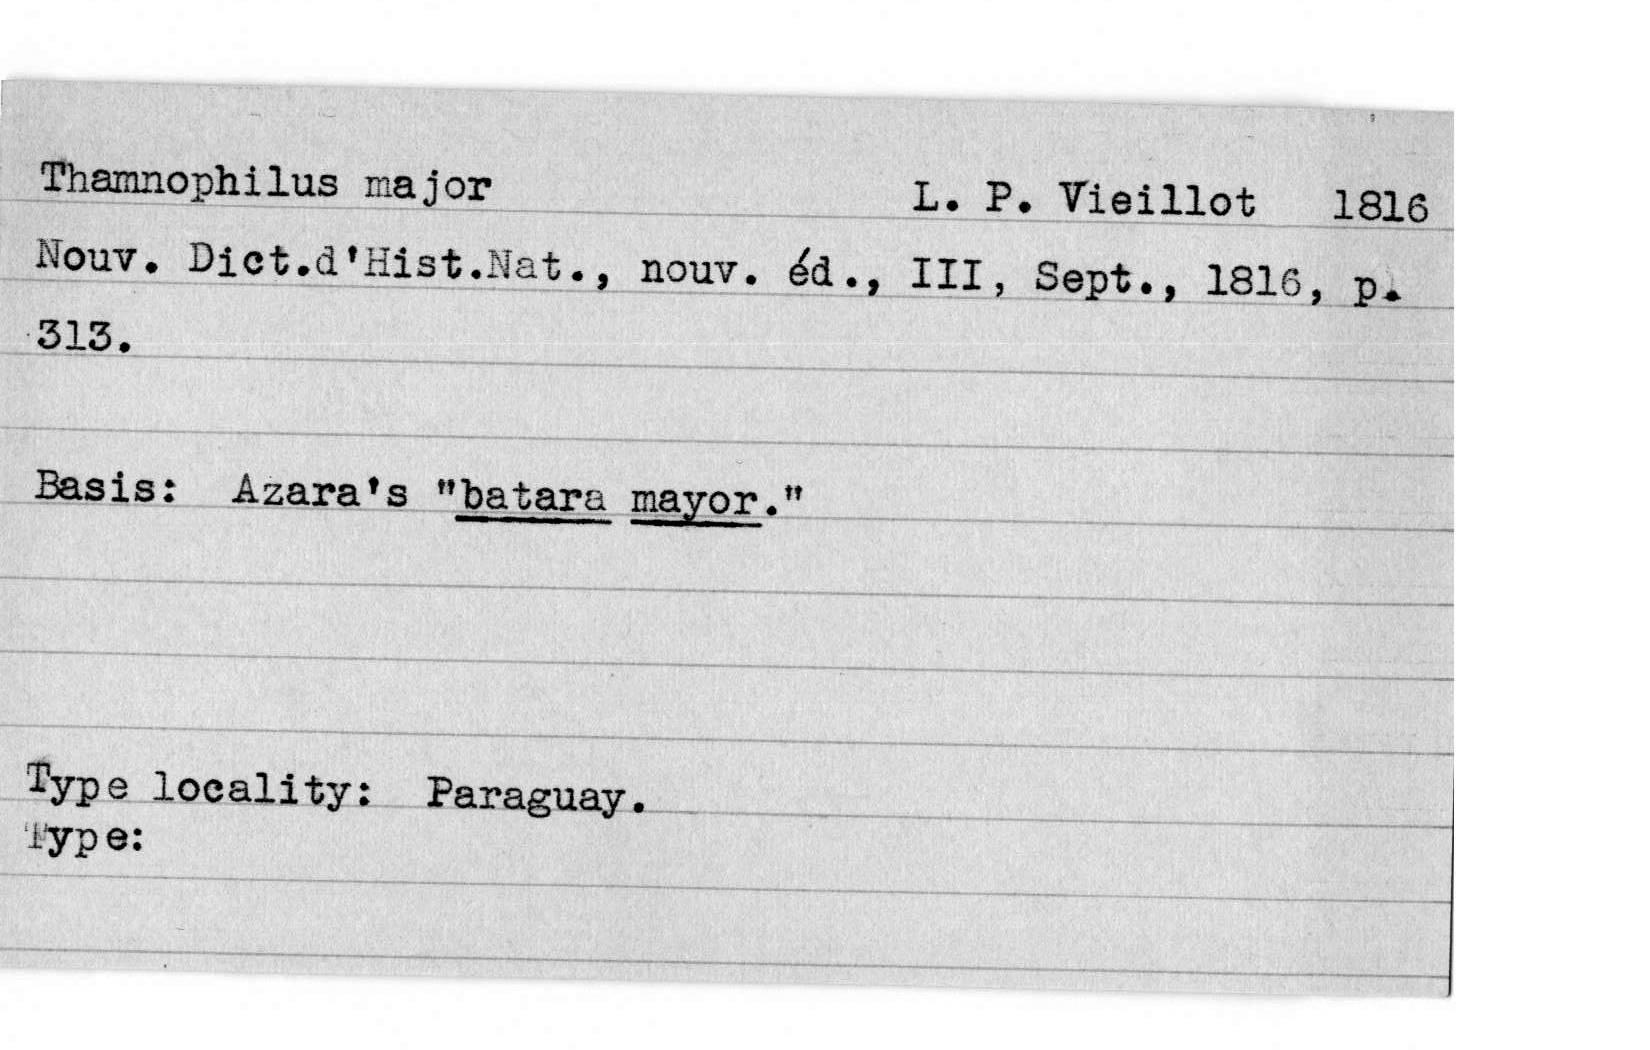 Thamnophilus major L. P. Vieillot 1816
Nouv. Dict.d'Hist.Nat., nouv. éd., III, Sept., 1816, p.
313.
Basis: Azara's "batara mayor."
Type locality: Paraguay.
Type: